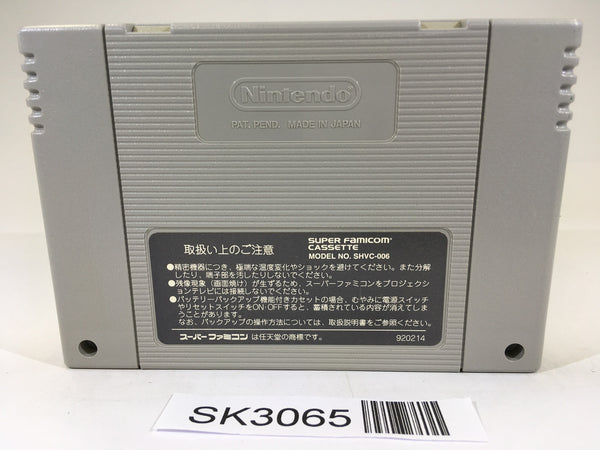 Nintendo
PAT. PEND. MADE IN JAPAN
取扱い上のご注意
SUPER FAMICOM
CASSETTE
MODEL NO. SHVC-006
●精密機器につき、極端な温度変化やショックを避けてください。また分解
したり、端子部を汚したりしないでください。
●残像現象（画面焼け）が生ずるため、スーパーファミコンをプロジェクシ
ョンテレビには接続しないでください。
●バッテリーバックアップ機能付きカセットの場合、むやみに電源スイッチ
やリセットスイッチをON・OFFすると、蓄積されている内容が消えてしま
うことがあります。
なお、バックアップの操作方法については、取扱説明書をご参照ください。
スーパーファミコン は任天堂の商標です。
920214
SK3065